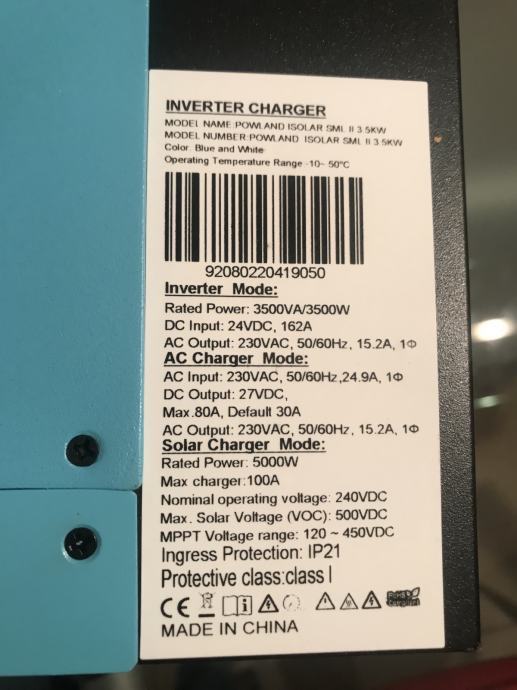 INVERTER CHARGER
MODEL NAME:POWLAND ISOLAR SML II 3.5KW
MODEL NUMBER:POWLAND ISOLAR SML II 3.5KW
Color: Blue and White
Operating Temperature Range -10~ 50°C
92080220419050
Inverter Mode:
Rated Power: 3500VA/3500W
DC Input: 24VDC, 162A
AC Output: 230VAC, 50/60Hz, 15.2A, 1Φ
AC Charger Mode:
AC Input: 230VAC, 50/60Hz,24.9A, 1Φ
DC Output: 27VDC,
Max.80A, Default 30A
AC Output: 230VAC, 50/60Hz, 15.2A, 1Φ
Solar Charger Mode:
Rated Power: 5000W
Max charger:100A
Nominal operating voltage: 240VDC
Max. Solar Voltage (VOC): 500VDC
MPPT Voltage range: 120 ~ 450VDC
Ingress Protection: IP21
Protective class:class I
CE RoHS
Compliant
MADE IN CHINA